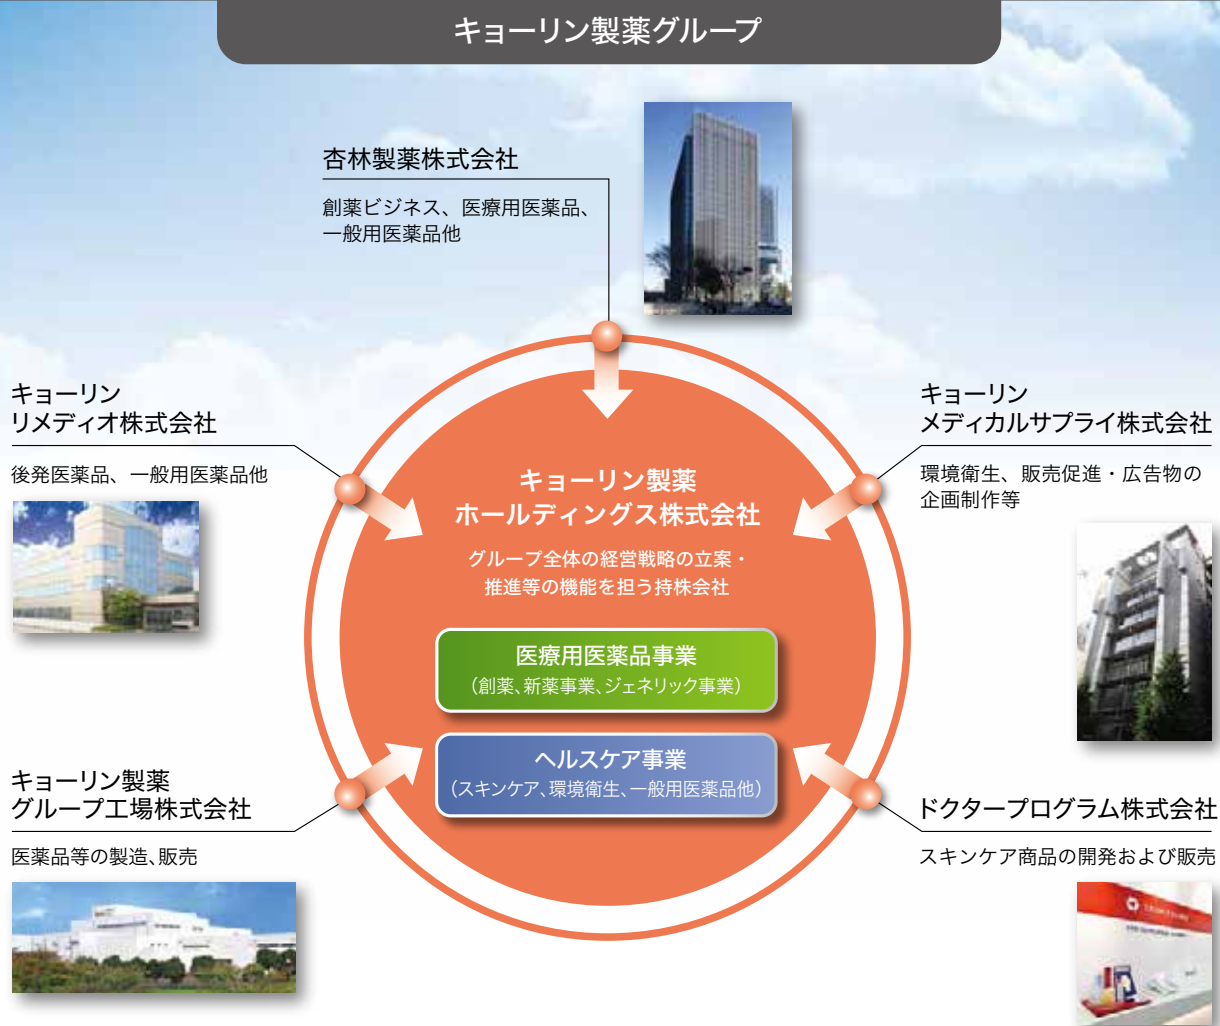 キョーリン製薬グループ
杏林製薬株式会社
創薬ビジネス、医療用医薬品、
一般用医薬品他
キョーリン
リメディオ株式会社
後発医薬品、一般用医薬品他
キョーリン
メディカルサプライ株式会社
環境衛生、販売促進・広告物の
企画制作等
キョーリン製薬
ホールディングス株式会社
グループ全体の経営戦略の立案・
推進等の機能を担う持株会社
医療用医薬品事業
（創薬、新薬事業、ジェネリック事業）
ヘルスケア事業
（スキンケア、環境衛生、一般用医薬品他）
キョーリン製薬
グループ工場株式会社
医薬品等の製造、販売
ドクタープログラム株式会社
スキンケア商品の開発および販売